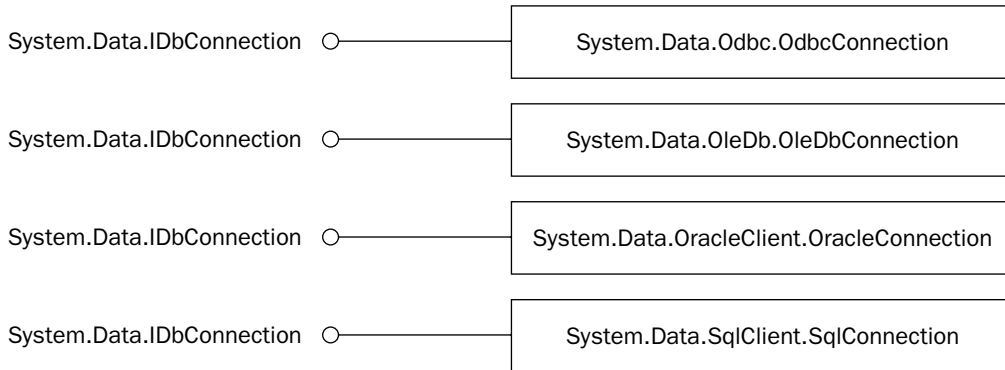 System.Data.IDbConnection System.Data.Odbc.OdbcConnection
System.Data.IDbConnection System.Data.OleDb.OleDbConnection
System.Data.IDbConnection System.Data.OracleClient.OracleConnection
System.Data.IDbConnection System.Data.SqlClient.SqlConnection